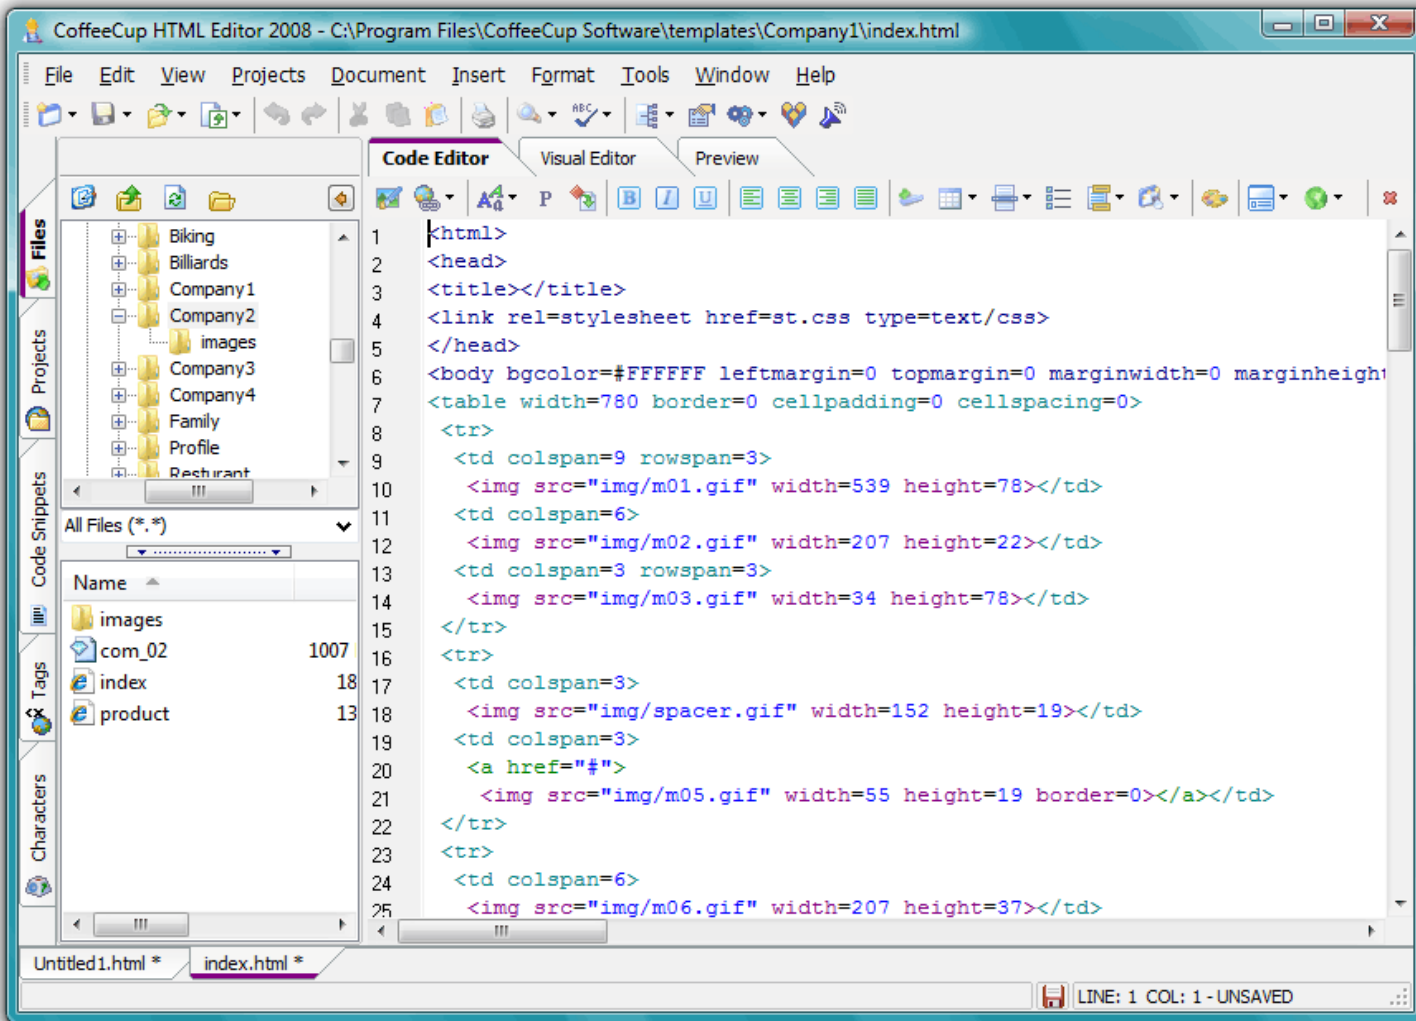 CoffeeCup HTML Editor 2008 - C:\Program Files\CoffeeCup Software\templates\Company1\index.html
File Edit View Projects Document Insert Format Tools Window Help
ABC
Code Editor Visual Editor Preview
P B I U
Files
Projects
Code Snippets
Tags
Characters
Biking
Billiards
Company1
Company2
images
Company3
Company4
Family
Profile
Resturant
All Files (*.*)
Name
images
com_02 1007
index 18
product 13
1 <html>
2 <head>
3 <title></title>
4 <link rel=stylesheet href=st.css type=text/css>
5 </head>
6 <body bgcolor=#FFFFFF leftmargin=0 topmargin=0 marginwidth=0 marginheight
7 <table width=780 border=0 cellpadding=0 cellspacing=0>
8 <tr>
9 <td colspan=9 rowspan=3>
10 <img src="img/m01.gif" width=539 height=78></td>
11 <td colspan=6>
12 <img src="img/m02.gif" width=207 height=22></td>
13 <td colspan=3 rowspan=3>
14 <img src="img/m03.gif" width=34 height=78></td>
15 </tr>
16 <tr>
17 <td colspan=3>
18 <img src="img/spacer.gif" width=152 height=19></td>
19 <td colspan=3>
20 <a href="#">
21 <img src="img/m05.gif" width=55 height=19 border=0></a></td>
22 </tr>
23 <tr>
24 <td colspan=6>
25 <img src="img/m06.gif" width=207 height=37></td>
Untitled1.html * index.html *
LINE: 1 COL: 1 - UNSAVED